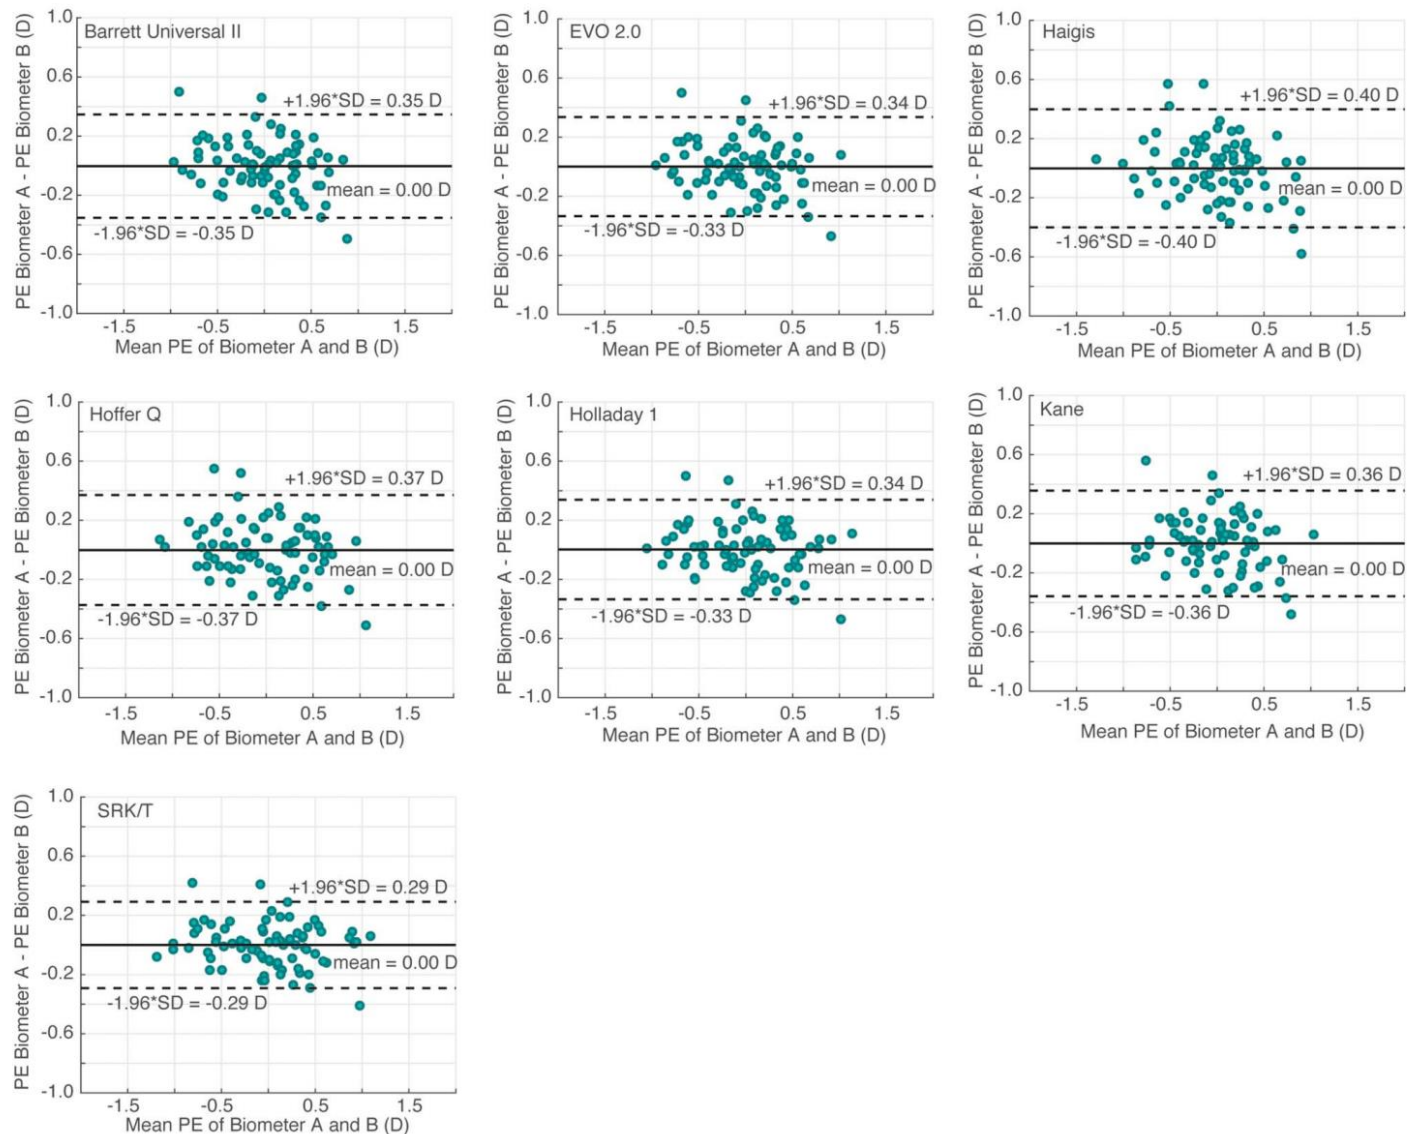 Barrett Universal II
PE Biometer A - PE Biometer B (D)
1.0
0.6
0.2
-0.2
-0.6
-1.0
+1.96*SD = 0.35 D
mean = 0.00 D
-1.96*SD = -0.35 D
-1.5 -0.5 0.5 1.5
Mean PE of Biometer A and B (D)
EVO 2.0
PE Biometer A - PE Biometer B (D)
1.0
0.6
0.2
-0.2
-0.6
-1.0
+1.96*SD = 0.34 D
mean = 0.00 D
-1.96*SD = -0.33 D
-1.5 -0.5 0.5 1.5
Mean PE of Biometer A and B (D)
Haigis
PE Biometer A - PE Biometer B (D)
1.0
0.6
0.2
-0.2
-0.6
-1.0
+1.96*SD = 0.40 D
mean = 0.00 D
-1.96*SD = -0.40 D
-1.5 -0.5 0.5 1.5
Mean PE of Biometer A and B (D)
Hoffer Q
PE Biometer A - PE Biometer B (D)
1.0
0.6
0.2
-0.2
-0.6
-1.0
+1.96*SD = 0.37 D
mean = 0.00 D
-1.96*SD = -0.37 D
-1.5 -0.5 0.5 1.5
Mean PE of Biometer A and B (D)
Holladay 1
PE Biometer A - PE Biometer B (D)
1.0
0.6
0.2
-0.2
-0.6
-1.0
+1.96*SD = 0.34 D
mean = 0.00 D
-1.96*SD = -0.33 D
-1.5 -0.5 0.5 1.5
Mean PE of Biometer A and B (D)
Kane
PE Biometer A - PE Biometer B (D)
1.0
0.6
0.2
-0.2
-0.6
-1.0
+1.96*SD = 0.36 D
mean = 0.00 D
-1.96*SD = -0.36 D
-1.5 -0.5 0.5 1.5
Mean PE of Biometer A and B (D)
SRK/T
PE Biometer A - PE Biometer B (D)
1.0
0.6
0.2
-0.2
-0.6
-1.0
+1.96*SD = 0.29 D
mean = 0.00 D
-1.96*SD = -0.29 D
-1.5 -0.5 0.5 1.5
Mean PE of Biometer A and B (D)